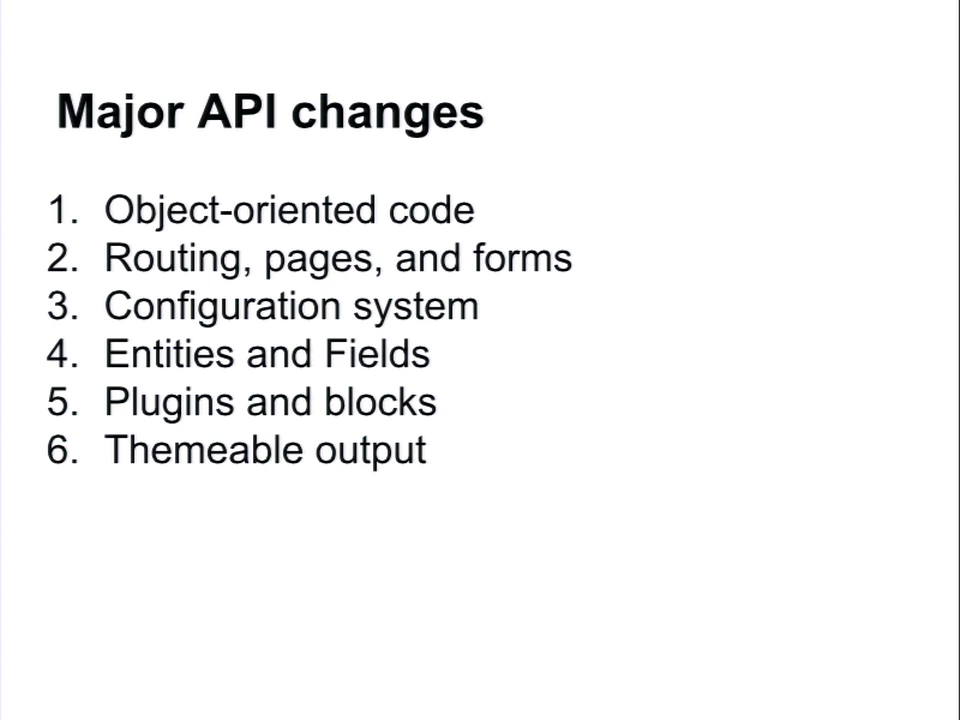 Major API changes
1. Object-oriented code
2. Routing, pages, and forms
3. Configuration system
4. Entities and Fields
5. Plugins and blocks
6. Themeable output